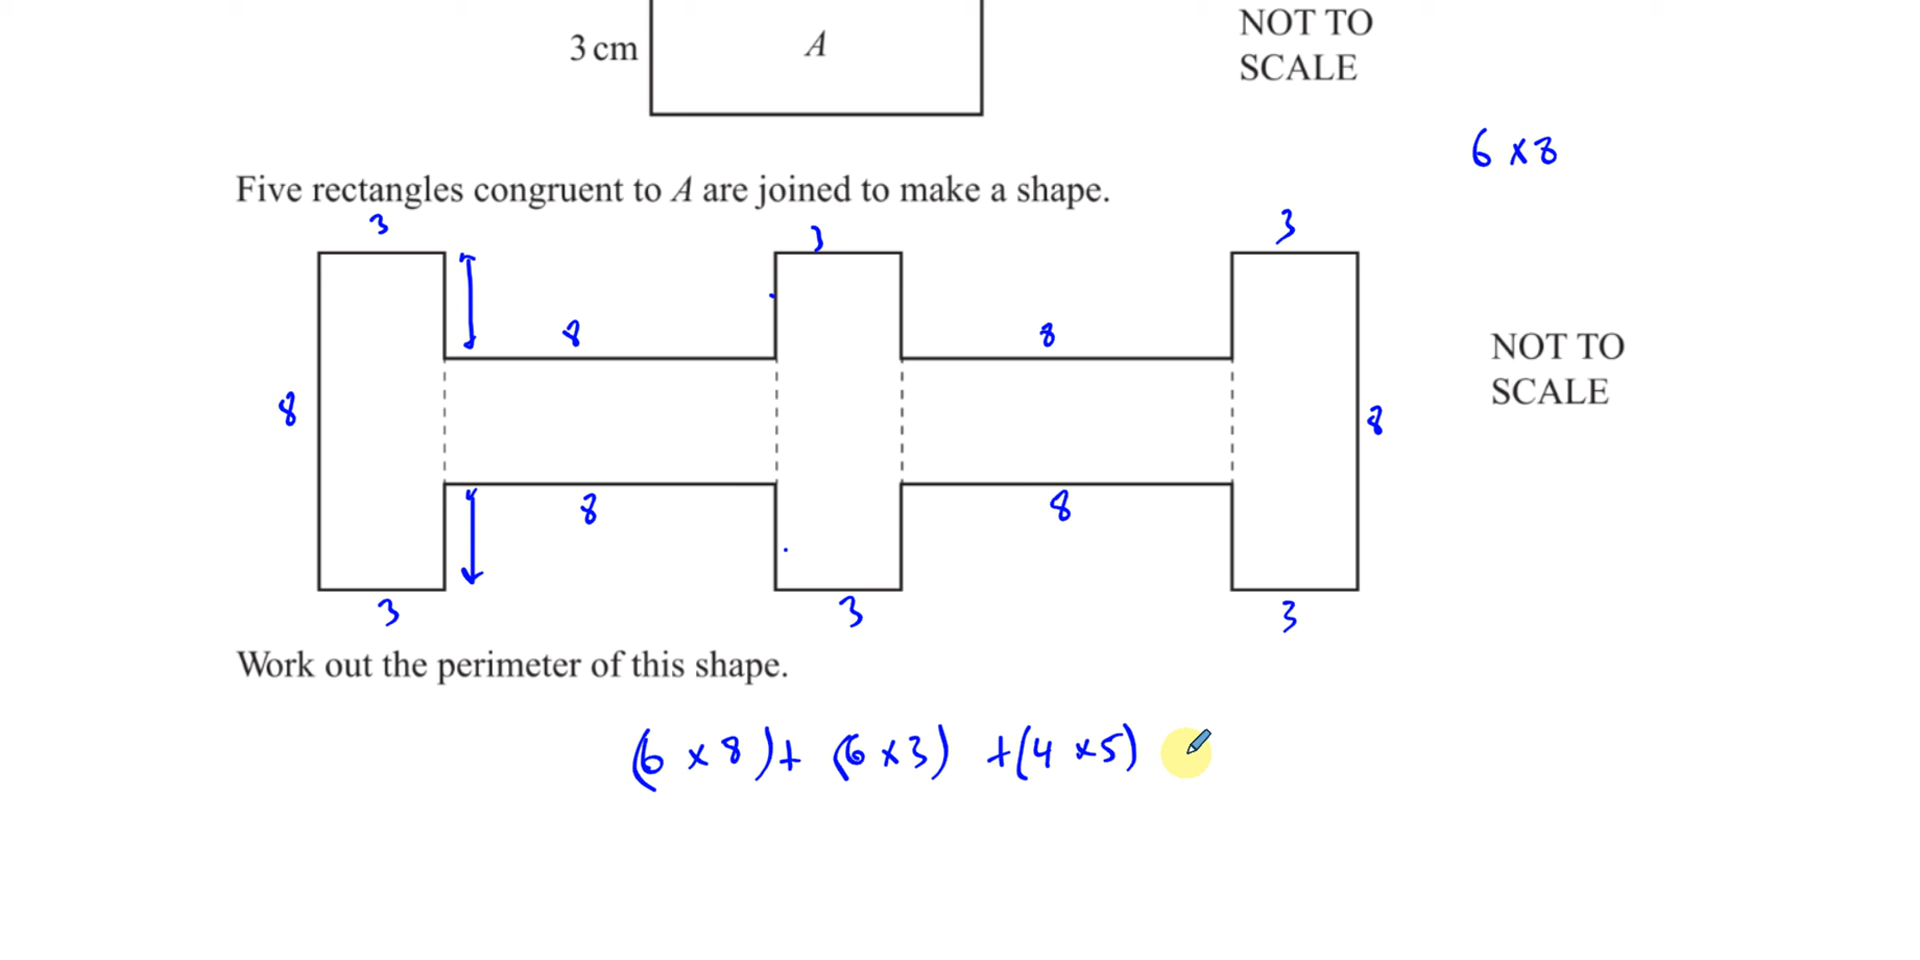 3 cm
A
NOT TO
SCALE
6 × 8
Five rectangles congruent to A are joined to make a shape.
3 3 3
8 8
NOT TO
SCALE
8 8
8 8
3 3 3
Work out the perimeter of this shape.
(6 × 8) + (6 × 3) + (4 × 5)